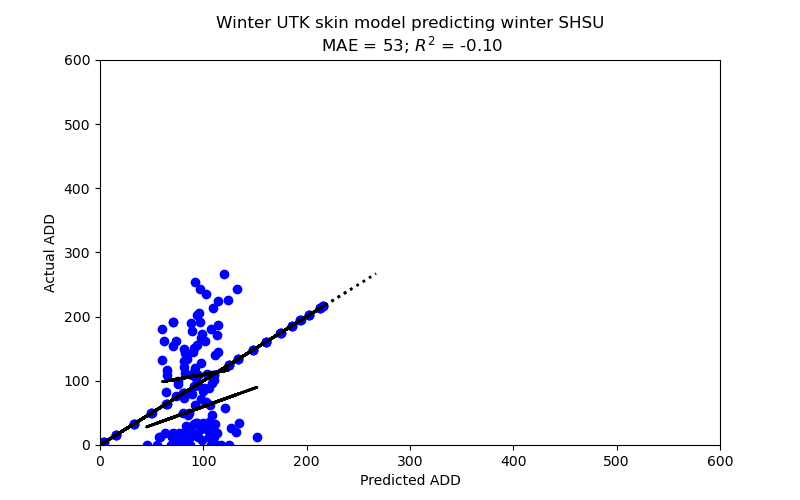 Winter UTK skin model predicting winter SHSU
MAE = 53; R² = -0.10
600
500
400
300
200
100
0
Actual ADD
0 100 200 300 400 500 600
Predicted ADD